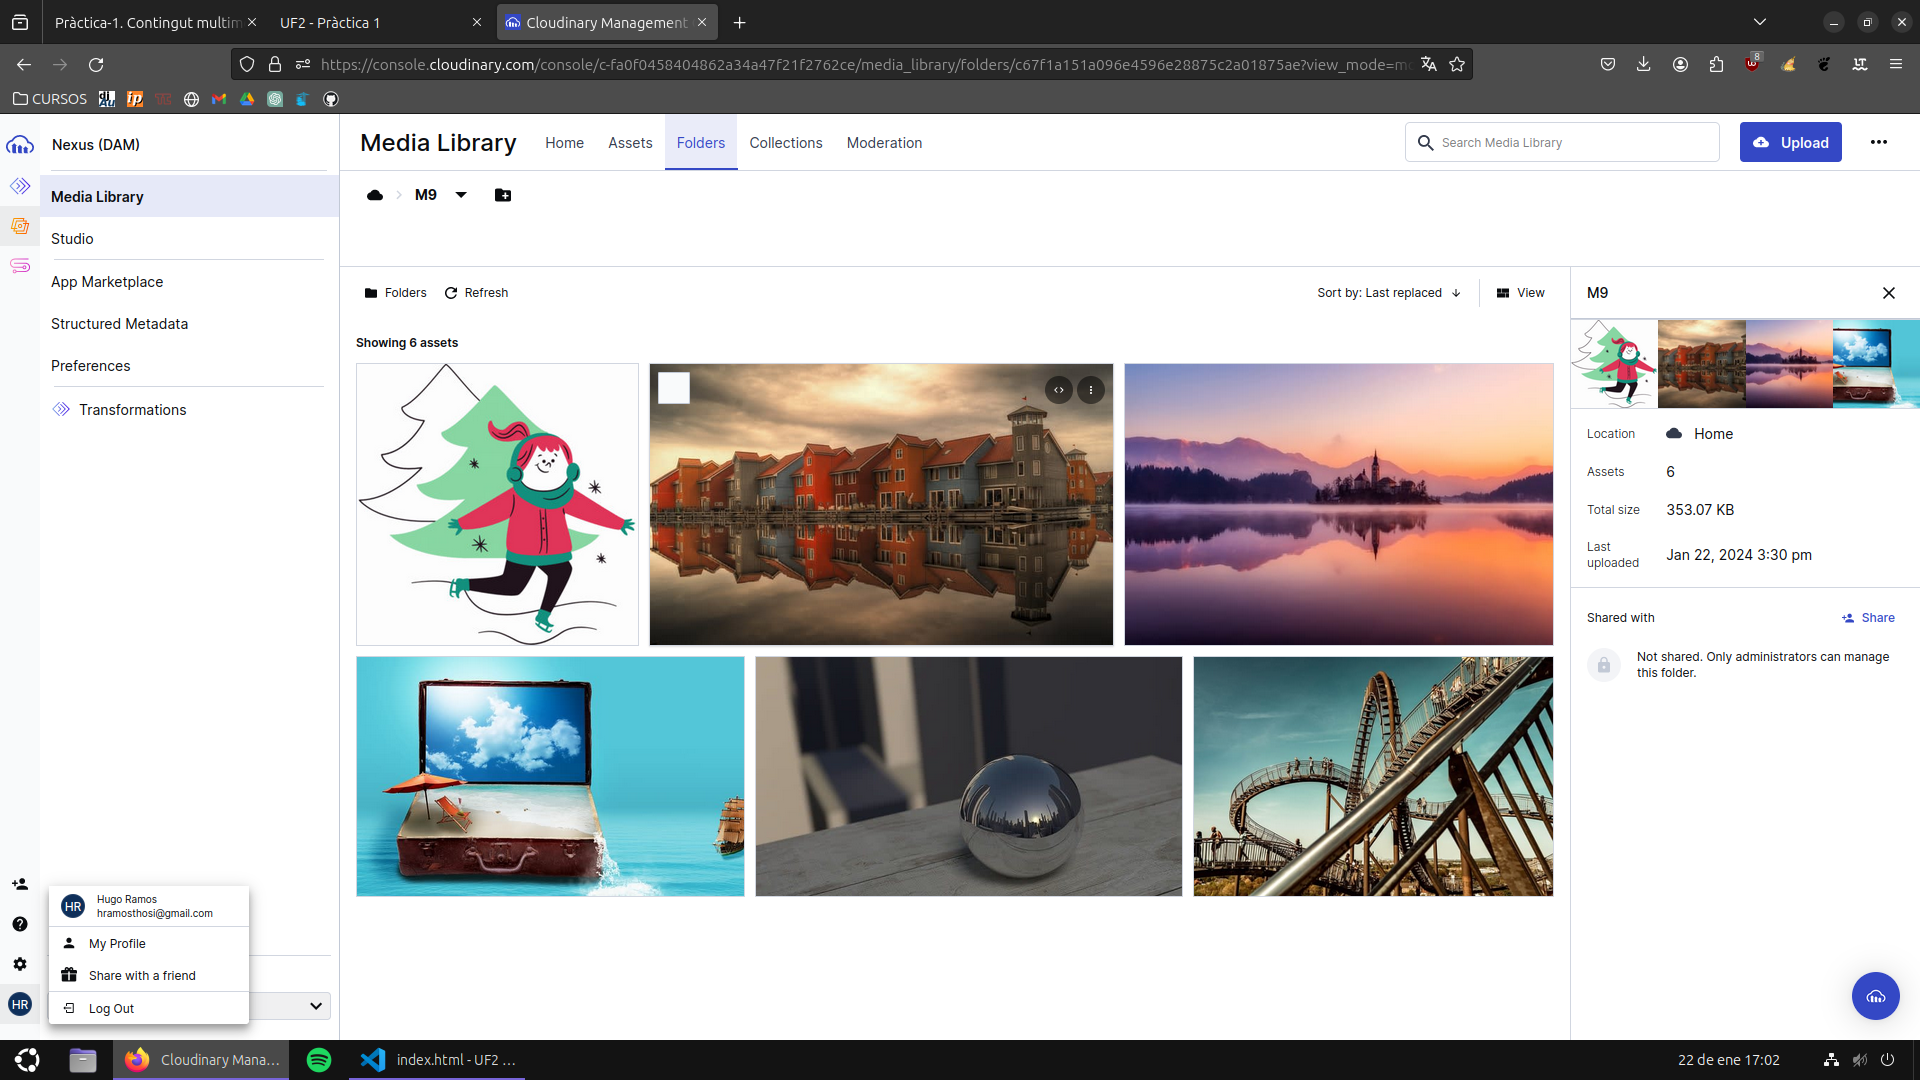 Pràctica-1. Contingut multim
UF2 - Pràctica 1
Cloudinary Management
https://console.cloudinary.com/console/c-fa0f0458404862a34a47f21f2762ce/media_library/folders/c67f1a151a096e4596e28875c2a01875ae?view_mode=mo
8
CURSOS
Nexus (DAM)
Media Library
Studio
App Marketplace
Structured Metadata
Preferences
Transformations
Media Library
Home
Assets
Folders
Collections
Moderation
Search Media Library
Upload
M9
Folders
Refresh
Sort by: Last replaced
View
Showing 6 assets
M9
Location
Home
Assets
6
Total size
353.07 KB
Last uploaded
Jan 22, 2024 3:30 pm
Shared with
Share
Not shared. Only administrators can manage
this folder.
HR
Hugo Ramos
hramosthosi@gmail.com
My Profile
Share with a friend
Log Out
HR
Cloudinary Mana...
index.html - UF2 ...
22 de ene 17:02